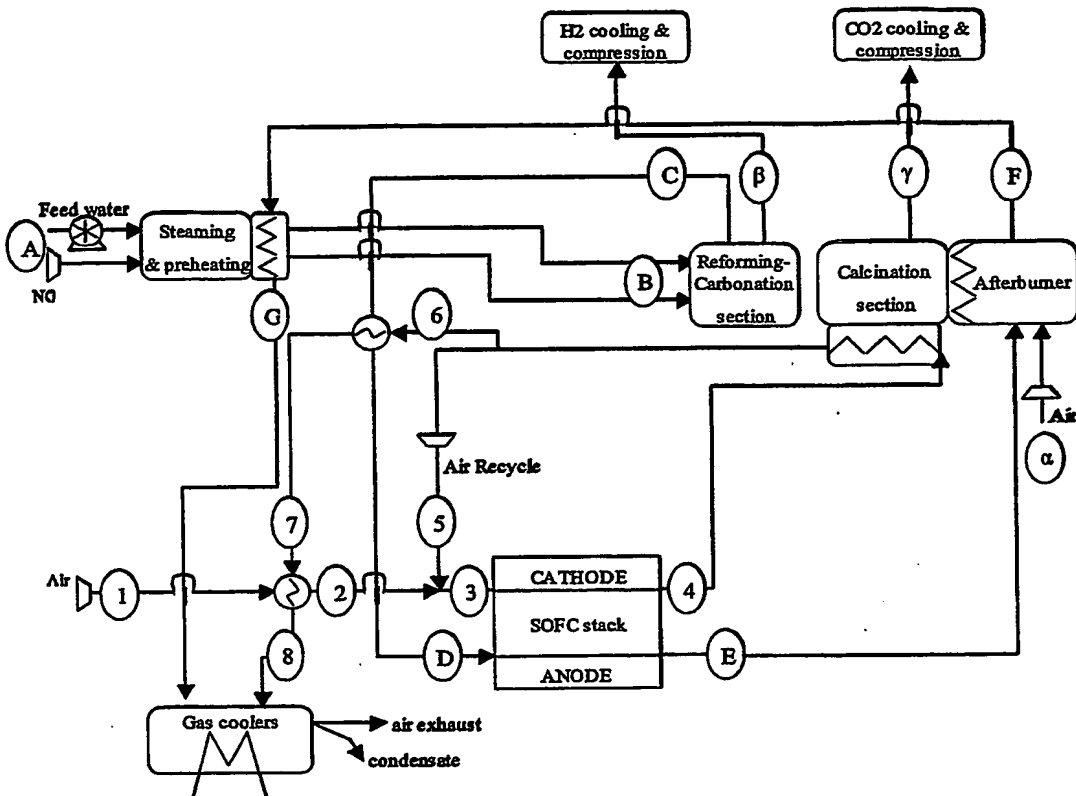 H2 cooling &
compression
CO2 cooling &
compression
C
β
γ
F
Feed water
A
NG
Steaming
& preheating
G
B
Reforming-
Carbonation
section
Calcination
section
Afterburner
6
Air
α
Air Recycle
7
5
Air
1
2
3
CATHODE
4
SOFC stack
8
D
ANODE
E
Gas coolers
air exhaust
condensate